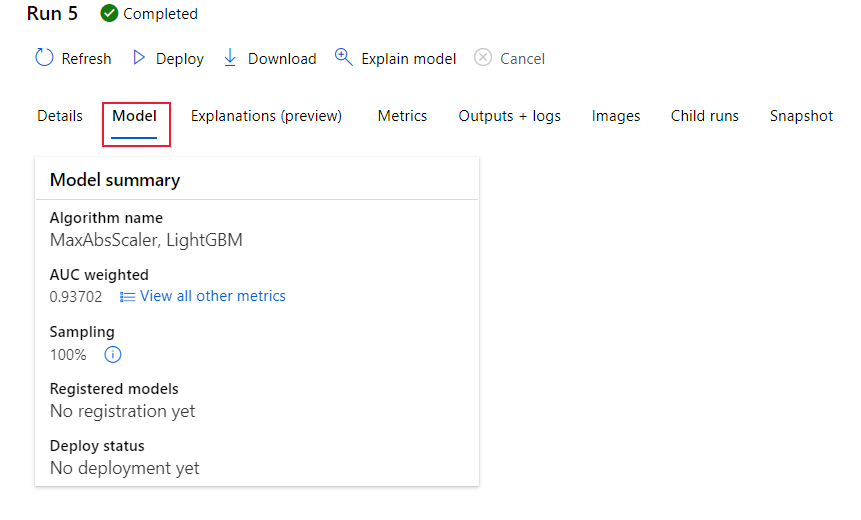 Run 5 Completed
Refresh Deploy Download Explain model Cancel
Details Model Explanations (preview) Metrics Outputs + logs Images Child runs Snapshot
Model summary
Algorithm name
MaxAbsScaler, LightGBM
AUC weighted
0.93702 View all other metrics
Sampling
100%
Registered models
No registration yet
Deploy status
No deployment yet